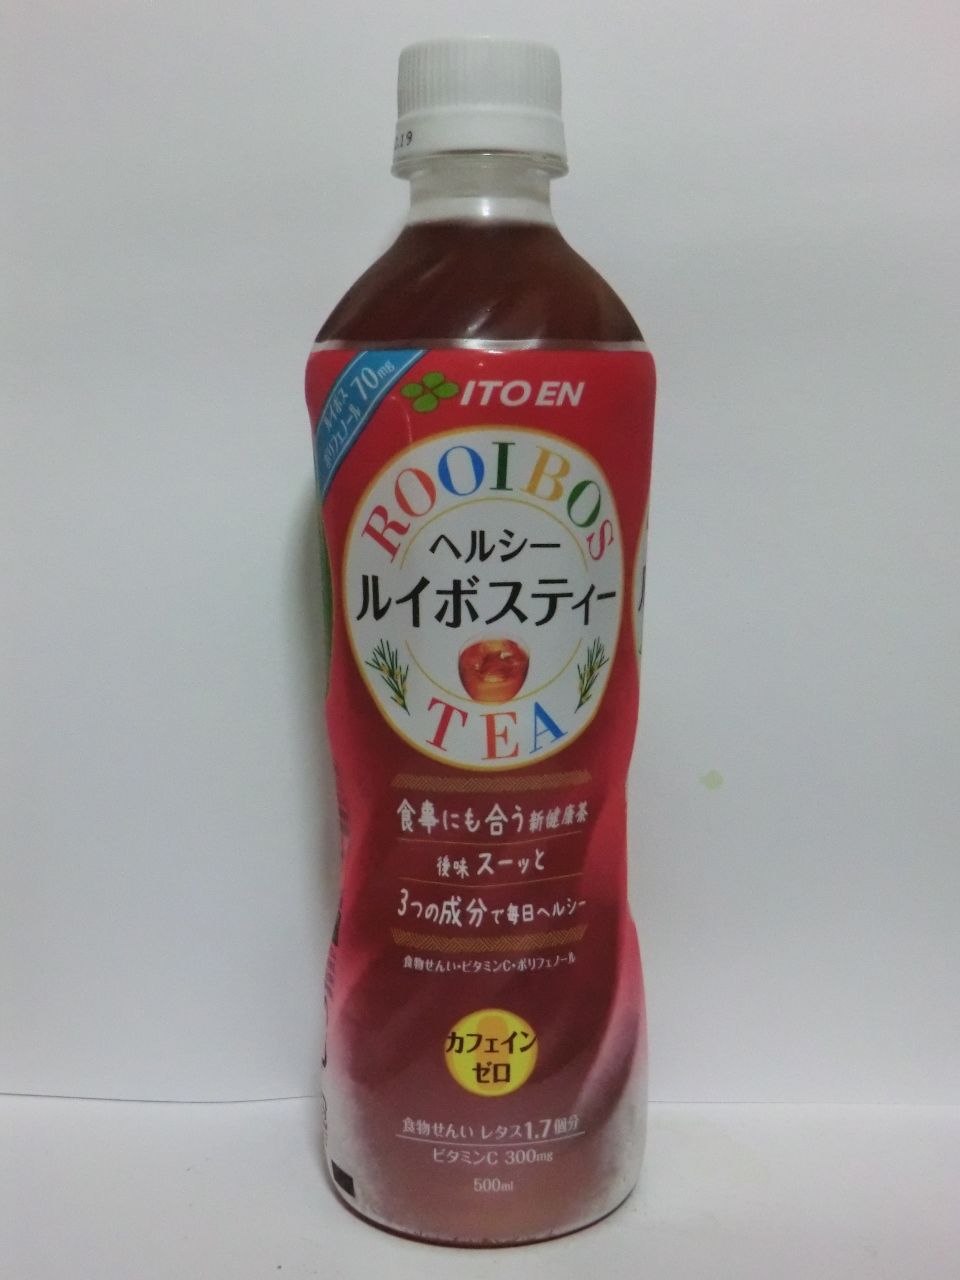 ルイボス
ポリフェノール 70mg
ITO EN
ROOIBOS
ヘルシー
ルイボスティー
TEA
食事にも合う新健康茶
後味スーッと
3つの成分で毎日ヘルシー
食物せんい・ビタミンC・ポリフェノール
カフェイン
ゼロ
食物せんい レタス1.7個分
ビタミンC 300mg
500ml